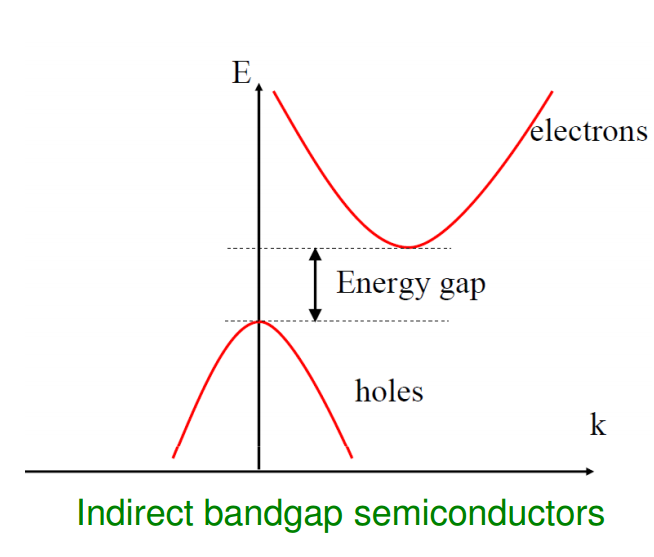 E
electrons
Energy gap
holes
k
Indirect bandgap semiconductors